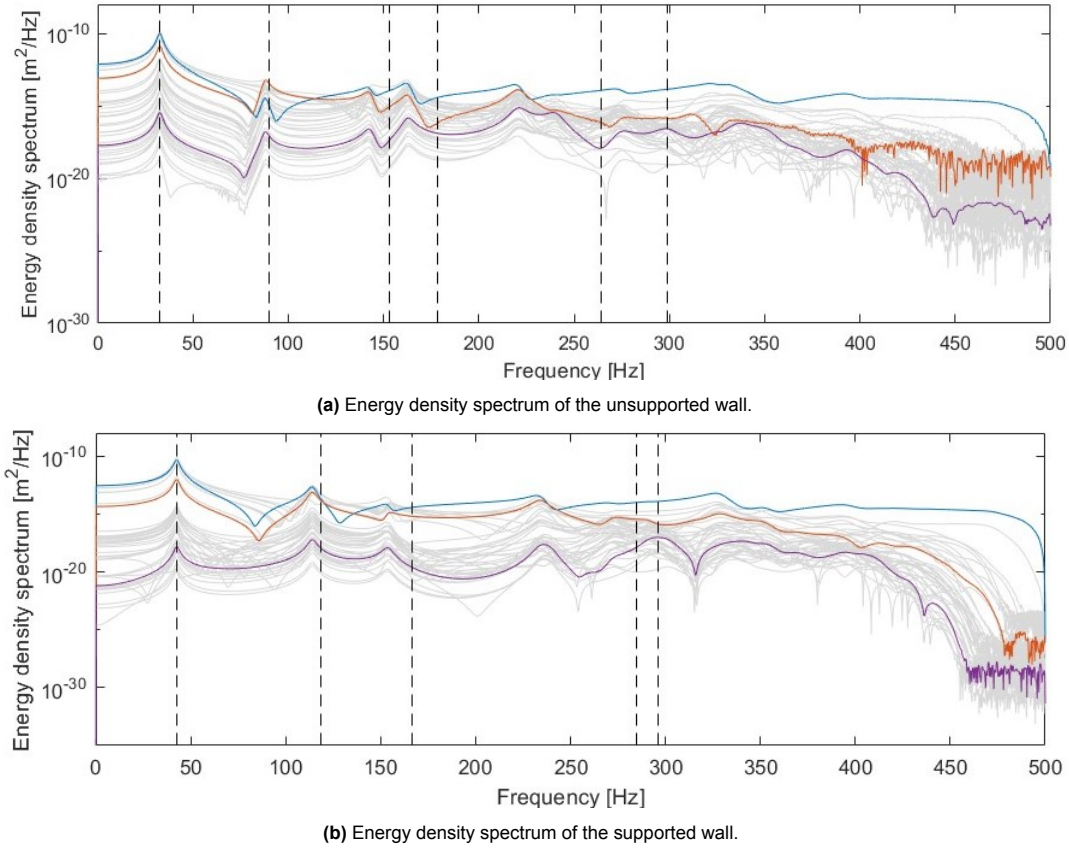 10^-10
10^-20
10^-30
Energy density spectrum [m^2/Hz]
0 50 100 150 200 250 300 350 400 450 500
Frequency [Hz]
(a) Energy density spectrum of the unsupported wall.
10^-10
10^-20
10^-30
Energy density spectrum [m^2/Hz]
0 50 100 150 200 250 300 350 400 450 500
Frequency [Hz]
(b) Energy density spectrum of the supported wall.